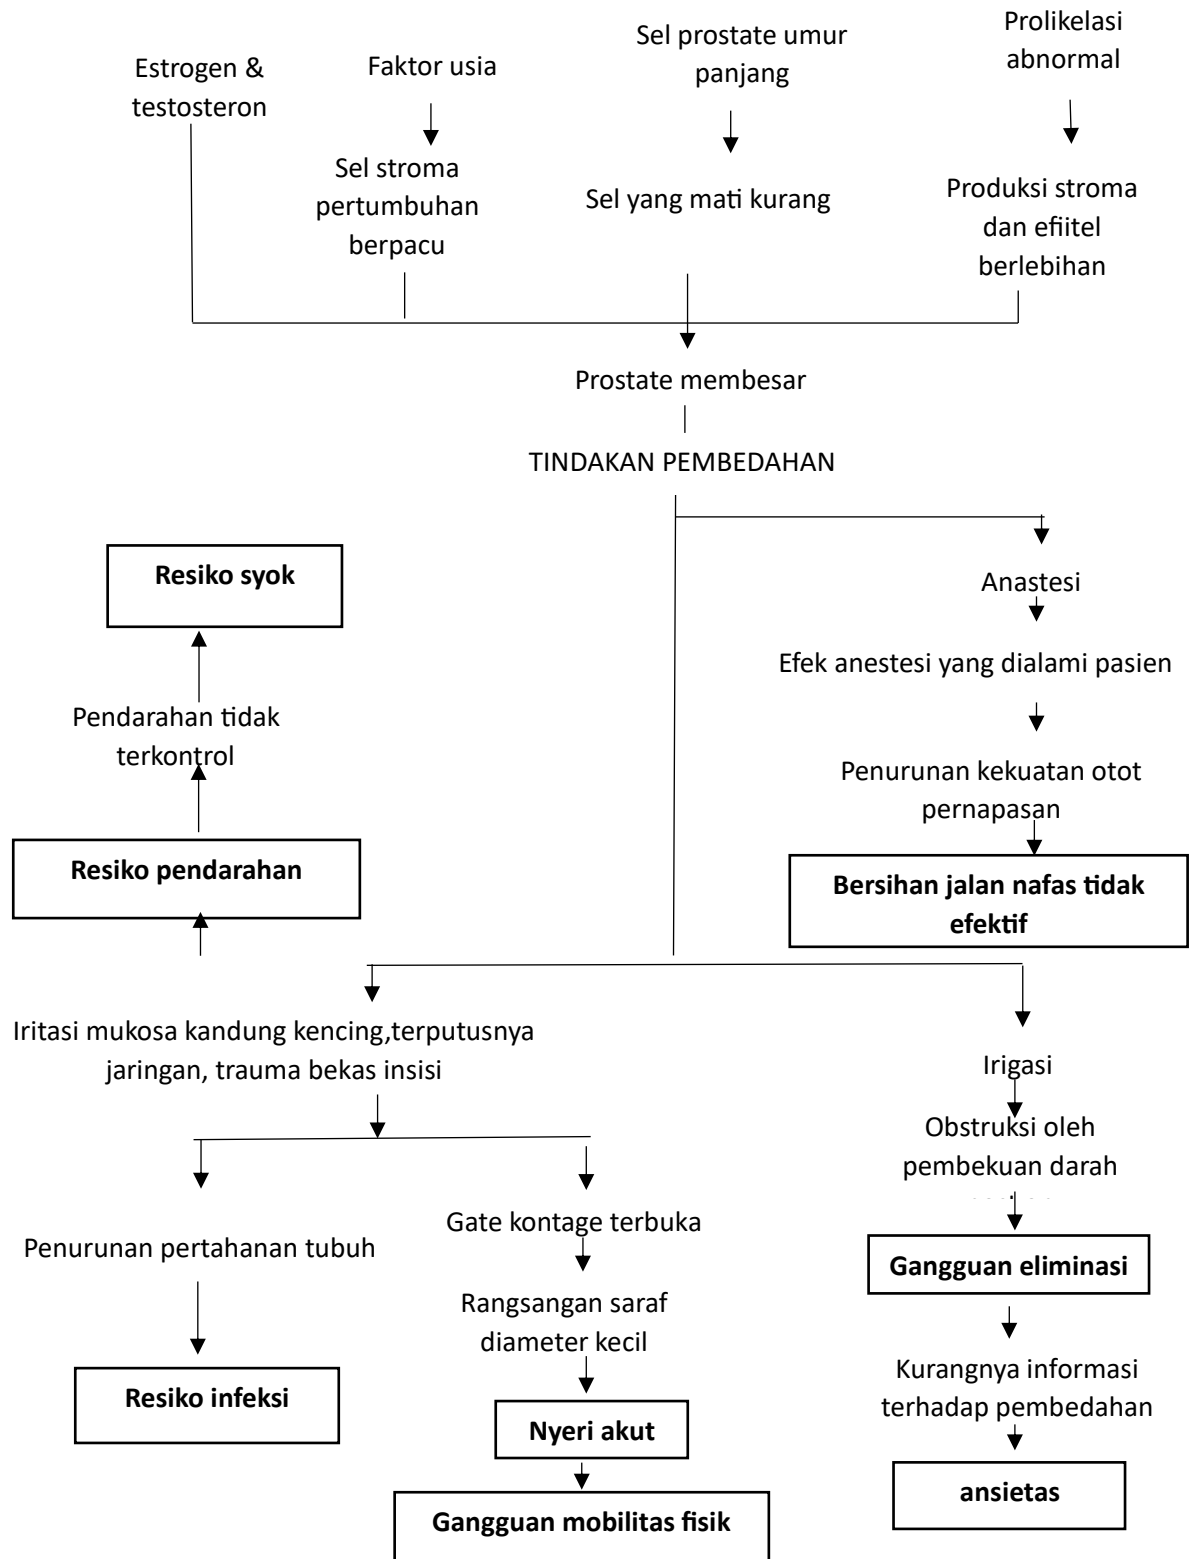 Estrogen &
testosteron
Faktor usia
Sel prostate umur
panjang
Prolikelasi
abnormal
Sel stroma
pertumbuhan
berpacu
Sel yang mati kurang
Produksi stroma
dan efiitel
berlebihan
Prostate membesar
TINDAKAN PEMBEDAHAN
Resiko syok
Anastesi
Efek anestesi yang dialami pasien
Pendarahan tidak
terkontrol
Penurunan kekuatan otot
pernapasan
Resiko pendarahan
Bersihan jalan nafas tidak
efektif
Iritasi mukosa kandung kencing,terputusnya
jaringan, trauma bekas insisi
Irigasi
Obstruksi oleh
pembekuan darah
Penurunan pertahanan tubuh
Gate kontage terbuka
Gangguan eliminasi
Rangsangan saraf
diameter kecil
Resiko infeksi
Nyeri akut
Kurangnya informasi
terhadap pembedahan
Gangguan mobilitas fisik
ansietas